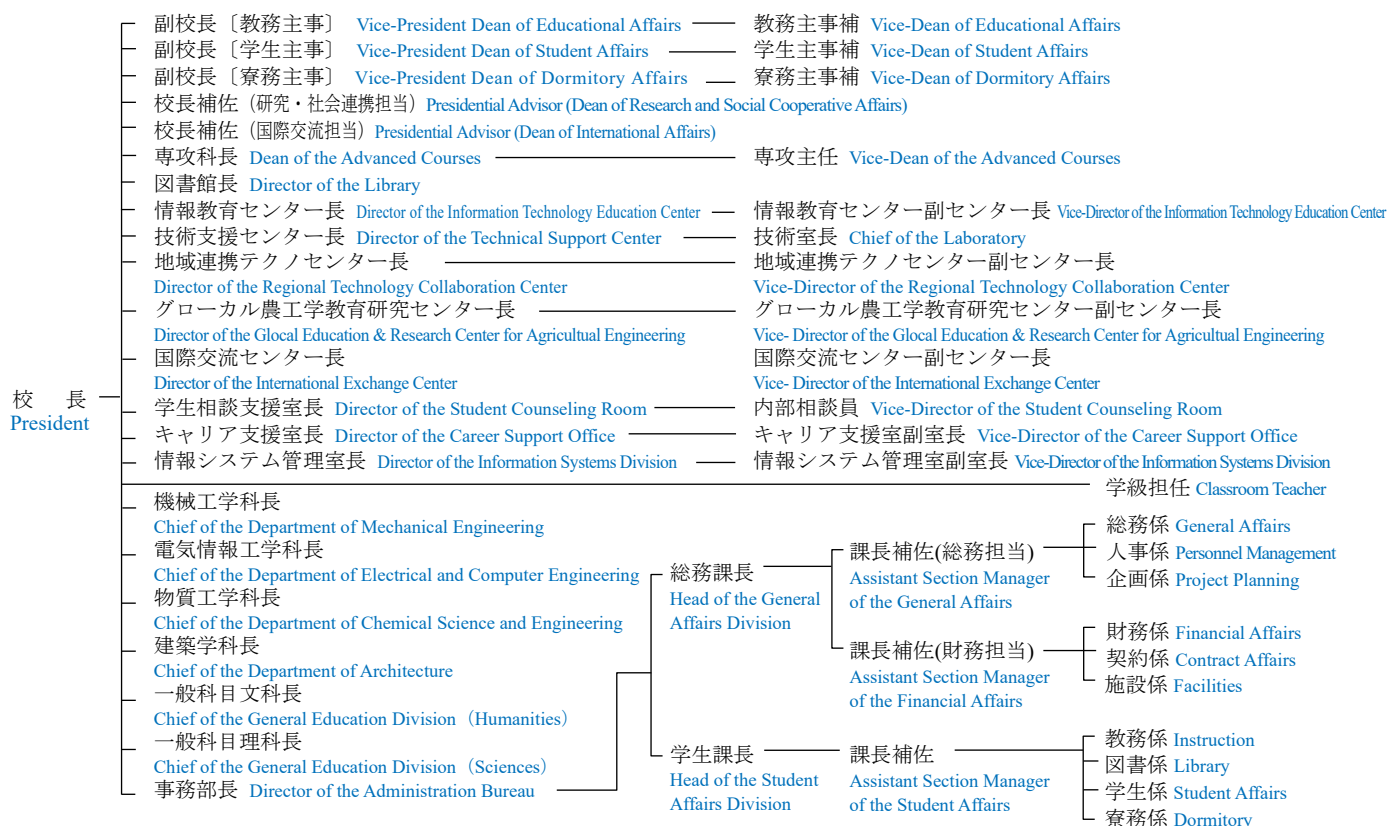 副校長〔教務主事〕 Vice-President Dean of Educational Affairs 教務主事補 Vice-Dean of Educational Affairs
副校長〔学生主事〕 Vice-President Dean of Student Affairs 学生主事補 Vice-Dean of Student Affairs
副校長〔寮務主事〕 Vice-President Dean of Dormitory Affairs 寮務主事補 Vice-Dean of Dormitory Affairs
校長補佐（研究・社会連携担当）Presidential Advisor (Dean of Research and Social Cooperative Affairs)
校長補佐（国際交流担当）Presidential Advisor (Dean of International Affairs)
専攻科長 Dean of the Advanced Courses 専攻主任 Vice-Dean of the Advanced Courses
図書館長 Director of the Library
情報教育センター長 Director of the Information Technology Education Center 情報教育センター副センター長 Vice-Director of the Information Technology Education Center
技術支援センター長 Director of the Technical Support Center 技術室長 Chief of the Laboratory
地域連携テクノセンター長 地域連携テクノセンター副センター長
Director of the Regional Technology Collaboration Center Vice-Director of the Regional Technology Collaboration Center
グローカル農工学教育研究センター長 グローカル農工学教育研究センター副センター長
Director of the Glocal Education & Research Center for Agricultual Engineering Vice- Director of the Glocal Education & Research Center for Agricultual Engineering
国際交流センター長 国際交流センター副センター長
Director of the International Exchange Center Vice- Director of the International Exchange Center
校　長
President
学生相談支援室長 Director of the Student Counseling Room 内部相談員 Vice-Director of the Student Counseling Room
キャリア支援室長 Director of the Career Support Office キャリア支援室副室長 Vice-Director of the Career Support Office
情報システム管理室長 Director of the Information Systems Division 情報システム管理室副室長 Vice-Director of the Information Systems Division
学級担任 Classroom Teacher
機械工学科長
Chief of the Department of Mechanical Engineering
電気情報工学科長
Chief of the Department of Electrical and Computer Engineering
物質工学科長
Chief of the Department of Chemical Science and Engineering
建築学科長
Chief of the Department of Architecture
一般科目文科長
Chief of the General Education Division（Humanities）
一般科目理科長
Chief of the General Education Division（Sciences）
事務部長 Director of the Administration Bureau
総務課長
Head of the General
Affairs Division
課長補佐(総務担当)
Assistant Section Manager
of the General Affairs
総務係 General Affairs
人事係 Personnel Management
企画係 Project Planning
課長補佐(財務担当)
Assistant Section Manager
of the Financial Affairs
財務係 Financial Affairs
契約係 Contract Affairs
施設係 Facilities
学生課長
Head of the Student
Affairs Division
課長補佐
Assistant Section Manager
of the Student Affairs
教務係 Instruction
図書係 Library
学生係 Student Affairs
寮務係 Dormitory